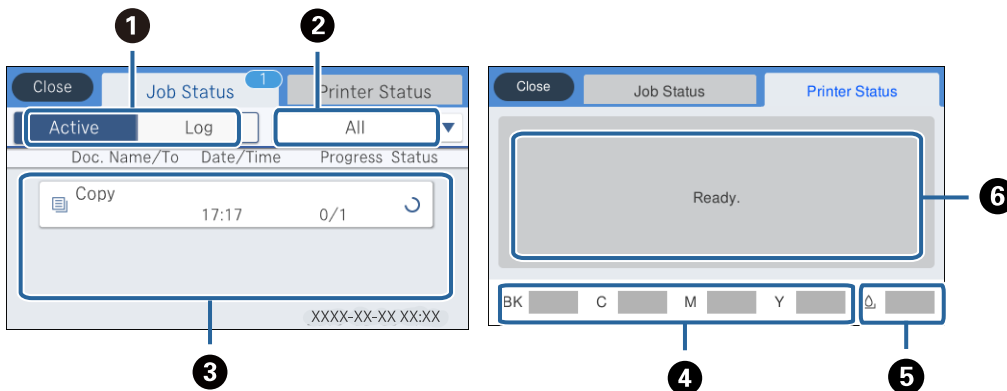 1 2
Close Job Status 1 Printer Status
Active Log All
Doc. Name/To Date/Time Progress Status
Copy
17:17 0/1
XXXX-XX-XX XX:XX
3
Close Job Status Printer Status
Ready.
6
BK C M Y
4 5